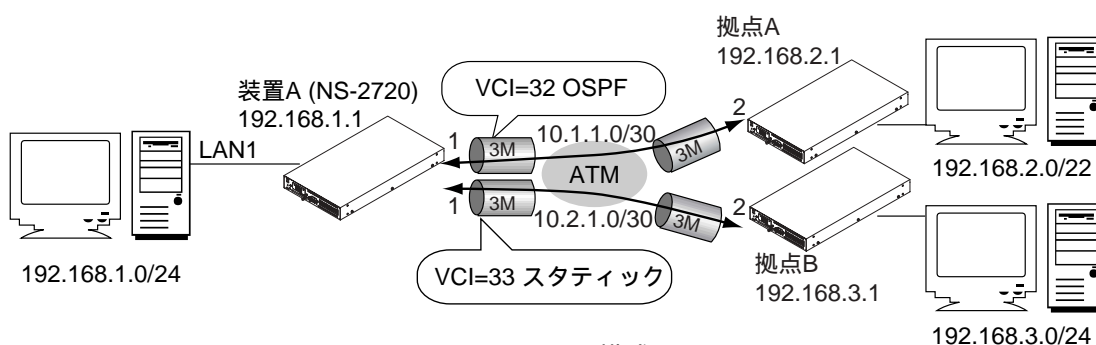 拠点A
192.168.2.1
装置A (NS-2720)
192.168.1.1
VCI=32 OSPF
LAN1
1
3M
10.1.1.0/30
3M
2
ATM
192.168.2.0/22
1
3M
10.2.1.0/30
3M
2
192.168.1.0/24
VCI=33 スタティック
拠点B
192.168.3.1
192.168.3.0/24